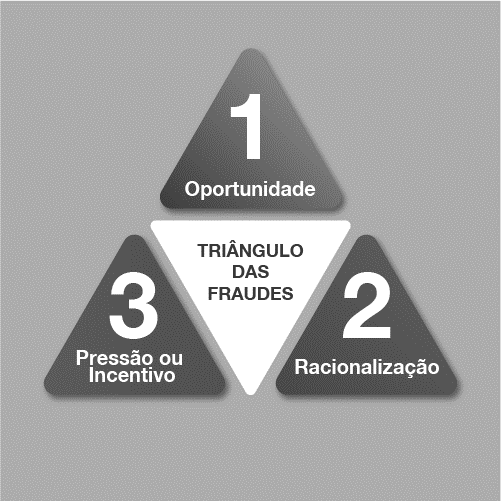 1
Oportunidade
TRIÂNGULO
DAS
FRAUDES
3
Pressão ou
Incentivo
2
Racionalização